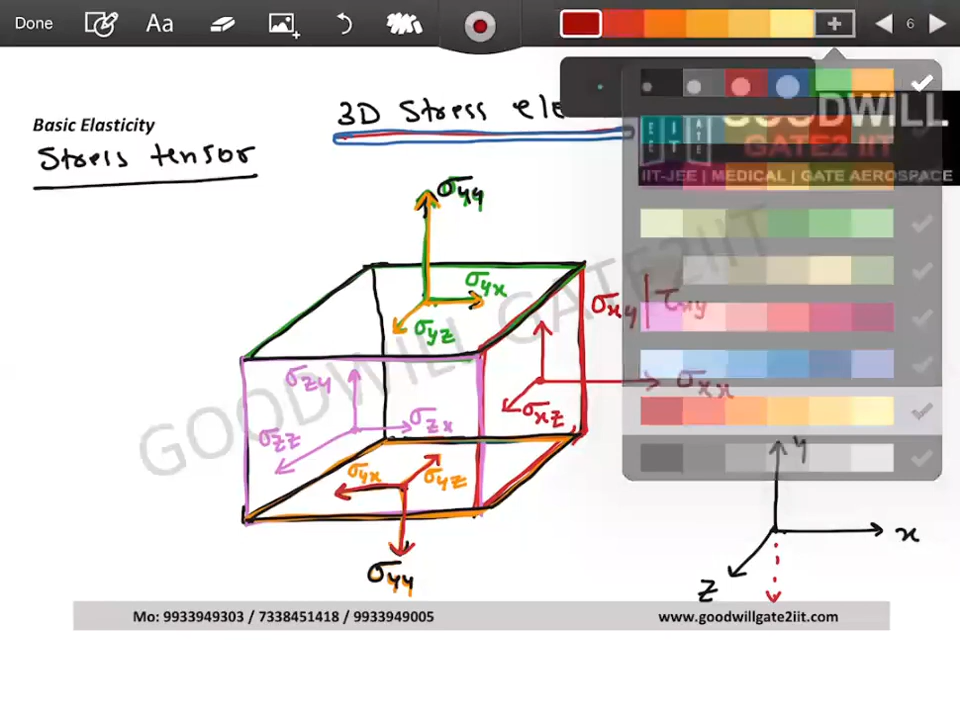 Done
Aa
6
3D Stress ele
Basic Elasticity
Stress tensor
GOODWILL
GATE2 IIT
IIT-JEE | MEDICAL | GATE AEROSPACE
GOODWILL GATE2IIT
σyy
σyx
σyz
σxy | τxy
σxx
σxz
σzy
σzx
σzz
σyx
σyz
σyy
y
x
z
Mo: 9933949303 / 7338451418 / 9933949005
www.goodwillgate2iit.com